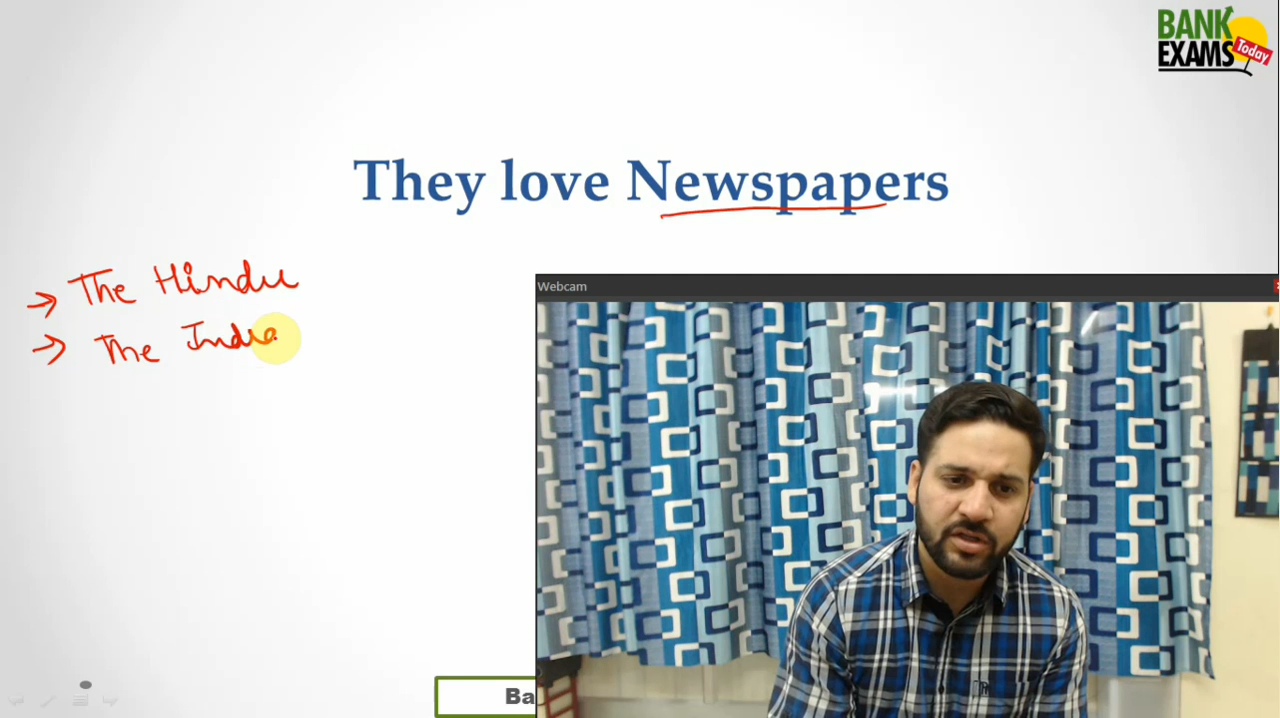 BANK
EXAMS Today
They love Newspapers
→ The Hindu
→ The India
Webcam
Ba